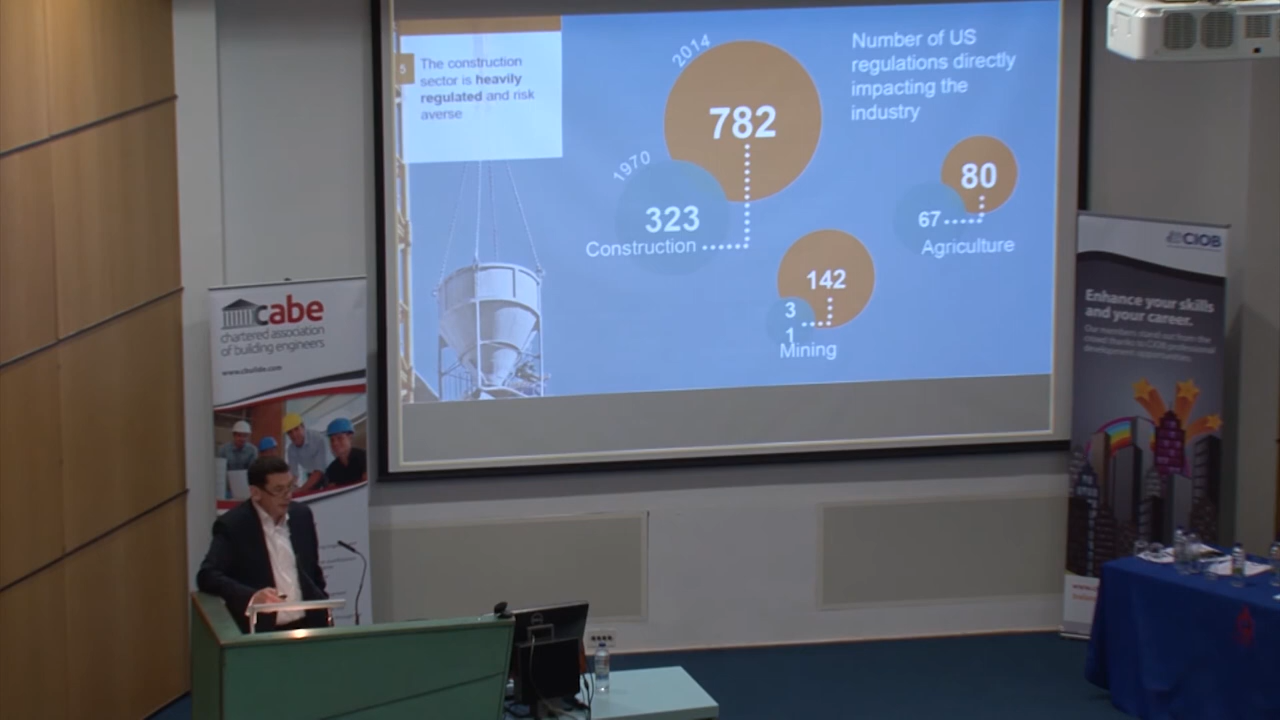 5
The construction
sector is heavily
regulated and risk
averse
2014
782
1970
323
Construction
Number of US
regulations directly
impacting the
industry
80
67
Agriculture
142
3
1
Mining
cabe
chartered association
of building engineers
CIOB
Enhance your skills
and your career.